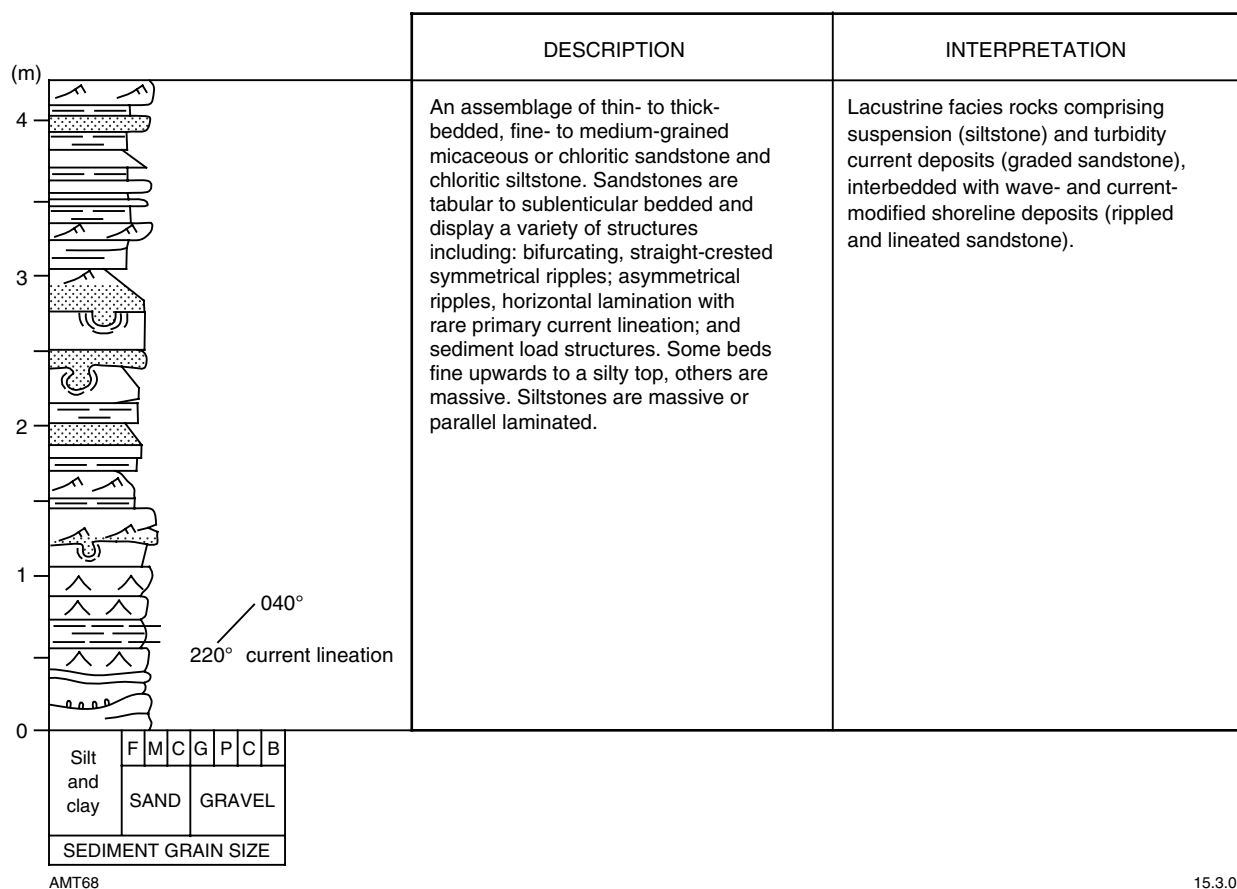 DESCRIPTION
INTERPRETATION
(m)
4
3
2
1
0
040°
220° current lineation
An assemblage of thin- to thick-
bedded, fine- to medium-grained
micaceous or chloritic sandstone and
chloritic siltstone. Sandstones are
tabular to sublenticular bedded and
display a variety of structures
including: bifurcating, straight-crested
symmetrical ripples; asymmetrical
ripples, horizontal lamination with
rare primary current lineation; and
sediment load structures. Some beds
fine upwards to a silty top, others are
massive. Siltstones are massive or
parallel laminated.
Lacustrine facies rocks comprising
suspension (siltstone) and turbidity
current deposits (graded sandstone),
interbedded with wave- and current-
modified shoreline deposits (rippled
and lineated sandstone).
Silt
and
clay
F M C G P C B
SAND GRAVEL
SEDIMENT GRAIN SIZE
AMT68
15.3.0